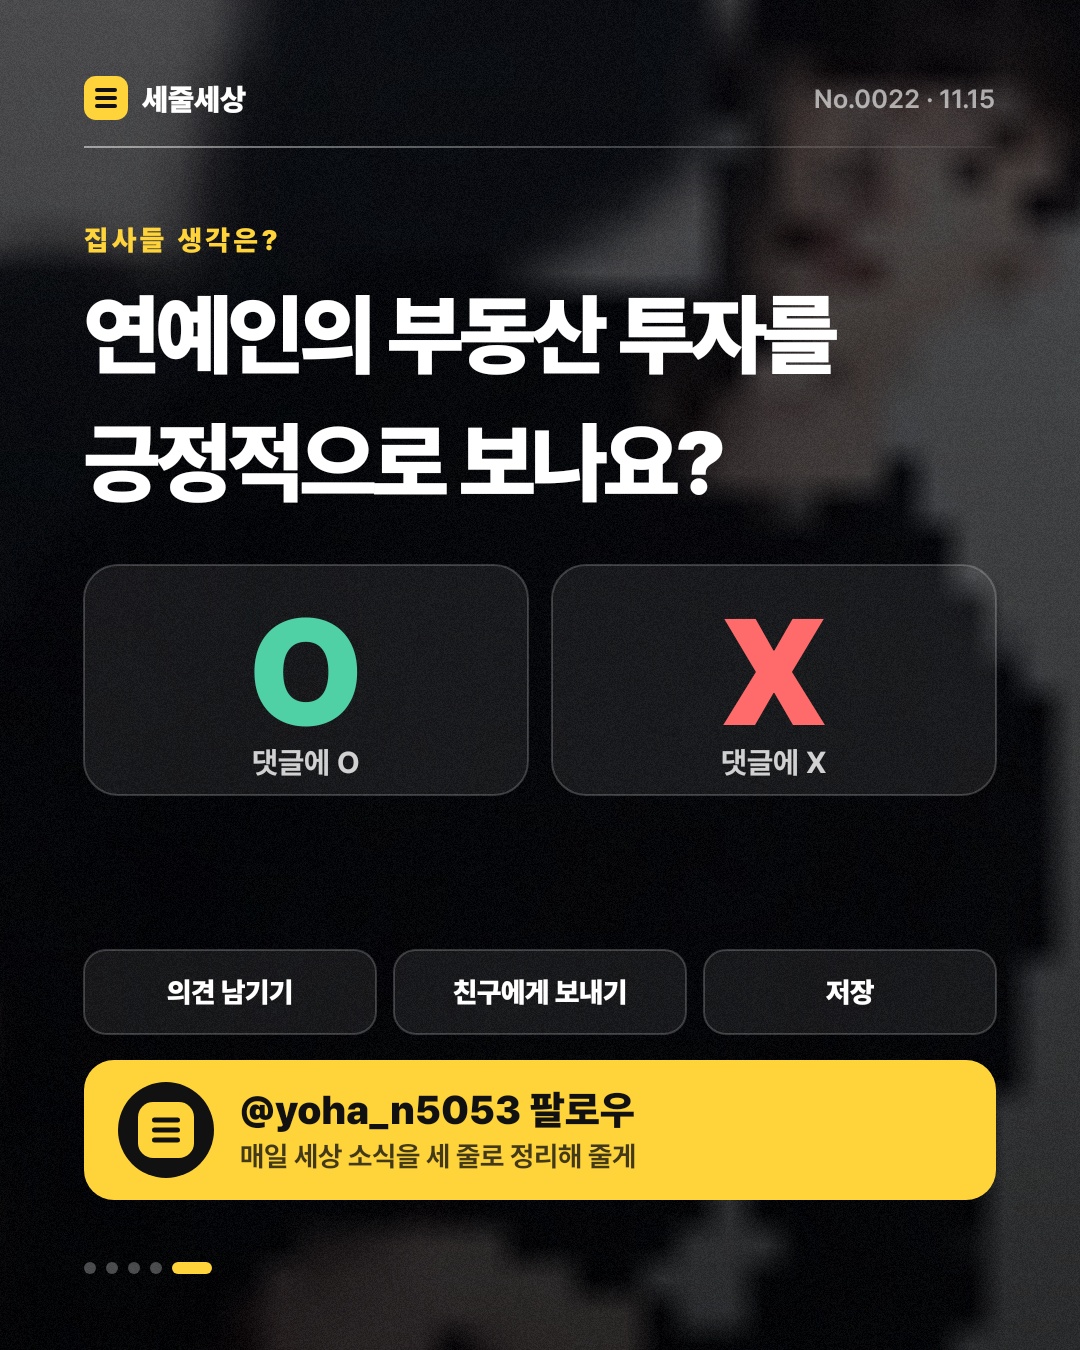 세줄세상
No.0022 · 11.15
집사들 생각은?
연예인의 부동산 투자를
긍정적으로 보나요?
O
댓글에 O
X
댓글에 X
의견 남기기
친구에게 보내기
저장
@yoha_n5053 팔로우
매일 세상 소식을 세 줄로 정리해 줄게